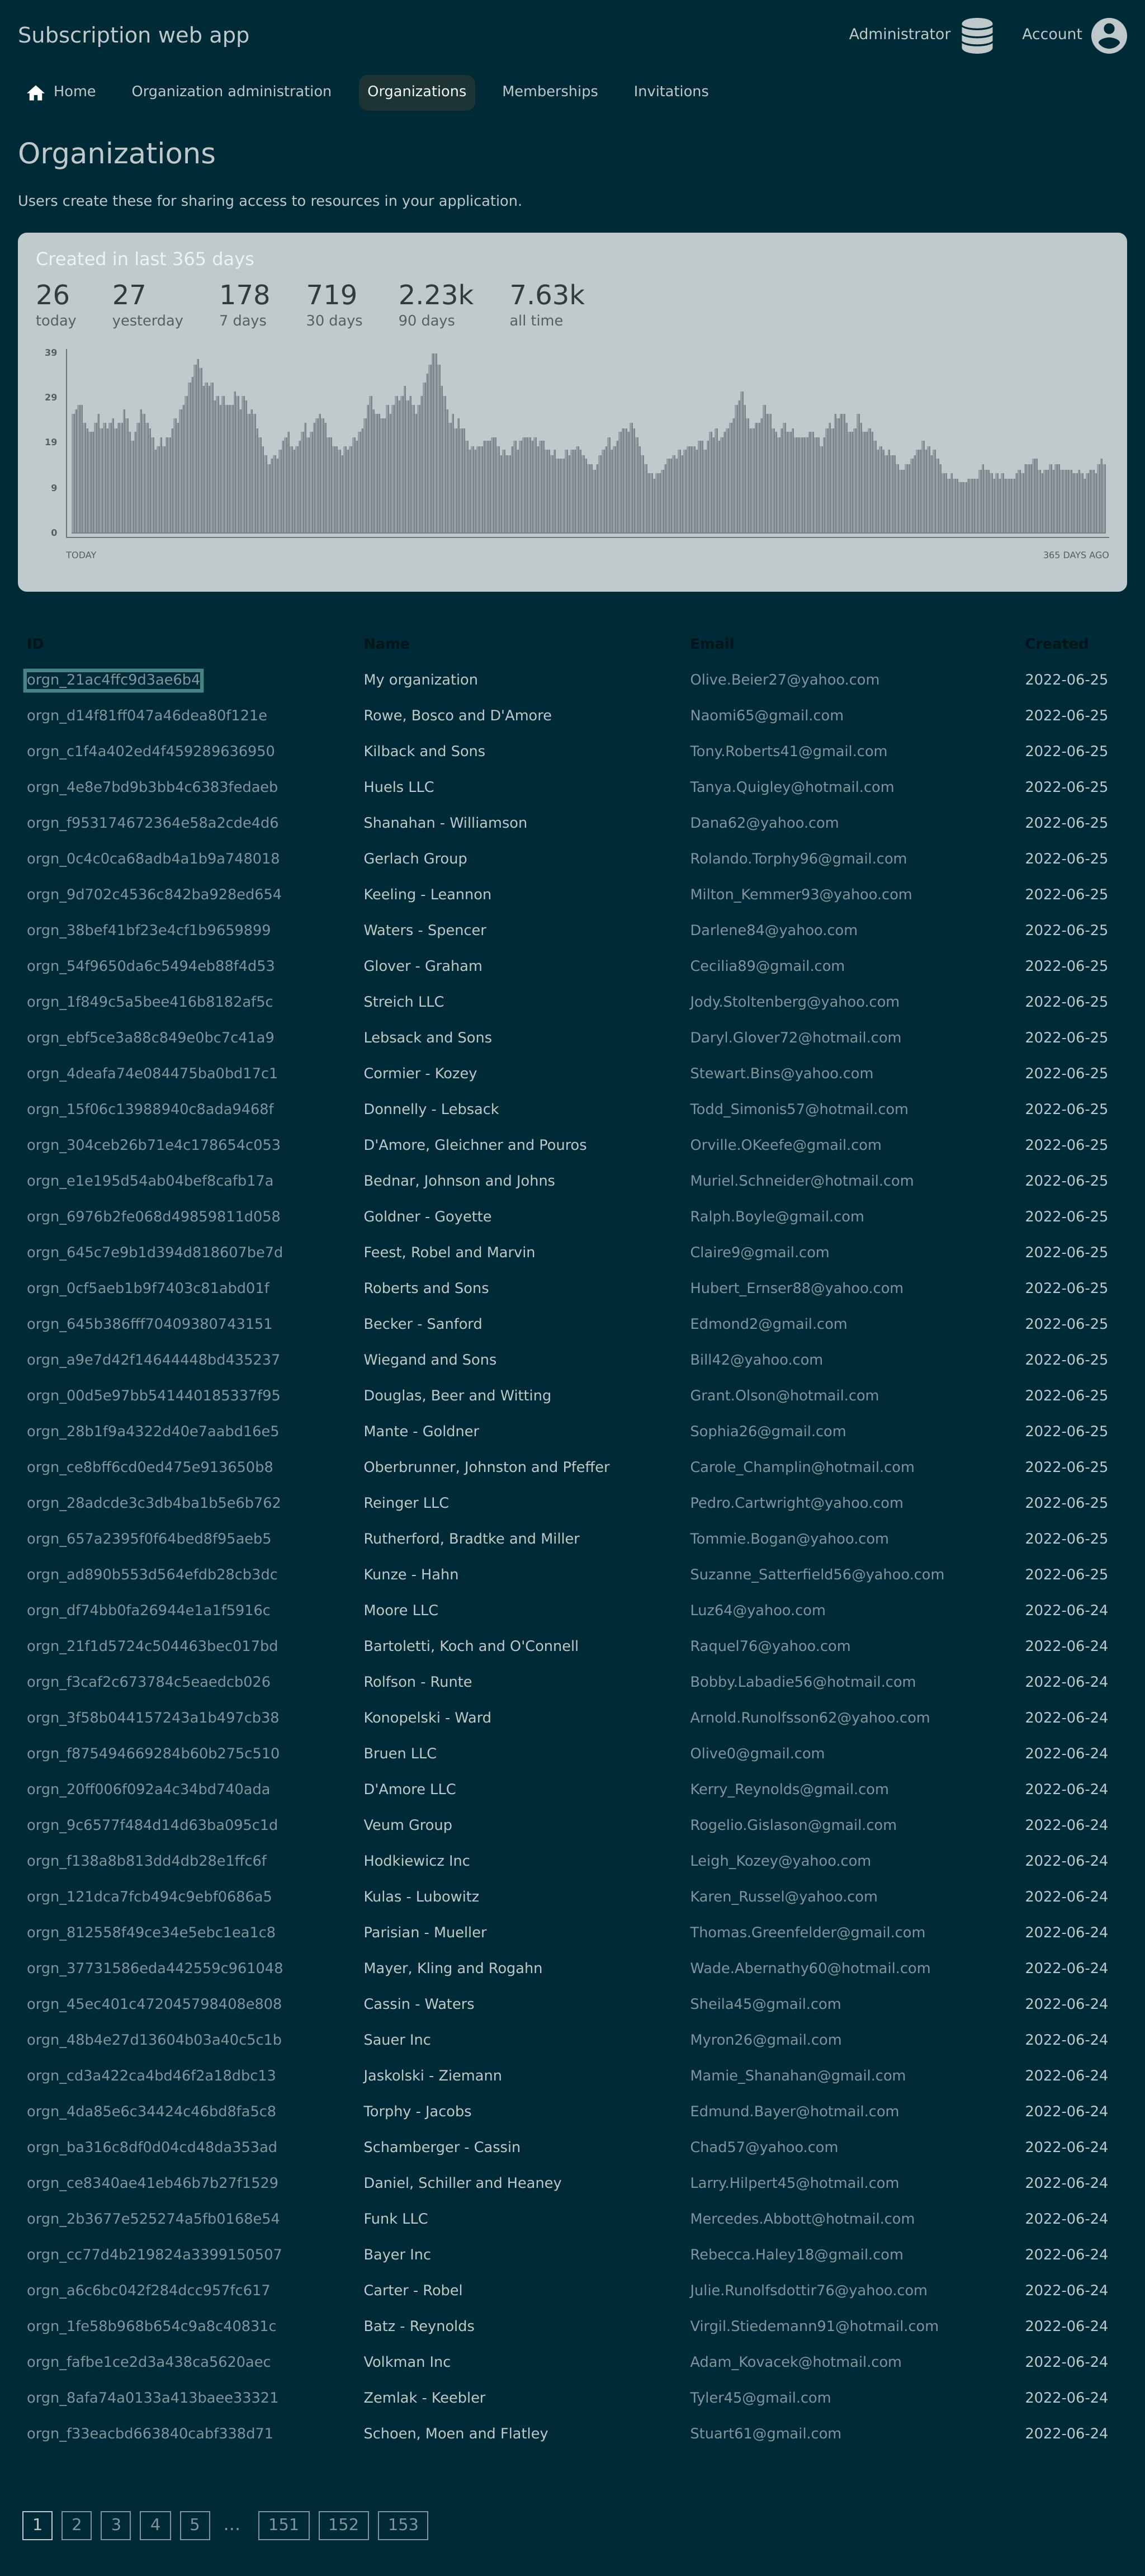 Subscription web app
Administrator
Account
Home
Organization administration
Organizations
Memberships
Invitations
Organizations
Users create these for sharing access to resources in your application.
Created in last 365 days
26 27 178 719 2.23k 7.63k
today yesterday 7 days 30 days 90 days all time
39
29
19
9
0
TODAY 365 DAYS AGO
ID Name Email Created
orgn_21ac4ffc9d3ae6b4 My organization Olive.Beier27@yahoo.com 2022-06-25
orgn_d14f81ff047a46dea80f121e Rowe, Bosco and D'Amore Naomi65@gmail.com 2022-06-25
orgn_c1f4a402ed4f459289636950 Kilback and Sons Tony.Roberts41@gmail.com 2022-06-25
orgn_4e8e7bd9b3bb4c6383fedaeb Huels LLC Tanya.Quigley@hotmail.com 2022-06-25
orgn_f953174672364e58a2cde4d6 Shanahan - Williamson Dana62@yahoo.com 2022-06-25
orgn_0c4c0ca68adb4a1b9a748018 Gerlach Group Rolando.Torphy96@gmail.com 2022-06-25
orgn_9d702c4536c842ba928ed654 Keeling - Leannon Milton_Kemmer93@yahoo.com 2022-06-25
orgn_38bef41bf23e4cf1b9659899 Waters - Spencer Darlene84@yahoo.com 2022-06-25
orgn_54f9650da6c5494eb88f4d53 Glover - Graham Cecilia89@gmail.com 2022-06-25
orgn_1f849c5a5bee416b8182af5c Streich LLC Jody.Stoltenberg@yahoo.com 2022-06-25
orgn_ebf5ce3a88c849e0bc7c41a9 Lebsack and Sons Daryl.Glover72@hotmail.com 2022-06-25
orgn_4deafa74e084475ba0bd17c1 Cormier - Kozey Stewart.Bins@yahoo.com 2022-06-25
orgn_15f06c13988940c8ada9468f Donnelly - Lebsack Todd_Simonis57@hotmail.com 2022-06-25
orgn_304ceb26b71e4c178654c053 D'Amore, Gleichner and Pouros Orville.OKeefe@gmail.com 2022-06-25
orgn_e1e195d54ab04bef8cafb17a Bednar, Johnson and Johns Muriel.Schneider@hotmail.com 2022-06-25
orgn_6976b2fe068d49859811d058 Goldner - Goyette Ralph.Boyle@gmail.com 2022-06-25
orgn_645c7e9b1d394d818607be7d Feest, Robel and Marvin Claire9@gmail.com 2022-06-25
orgn_0cf5aeb1b9f7403c81abd01f Roberts and Sons Hubert_Ernser88@yahoo.com 2022-06-25
orgn_645b386fff70409380743151 Becker - Sanford Edmond2@gmail.com 2022-06-25
orgn_a9e7d42f14644448bd435237 Wiegand and Sons Bill42@yahoo.com 2022-06-25
orgn_00d5e97bb541440185337f95 Douglas, Beer and Witting Grant.Olson@hotmail.com 2022-06-25
orgn_28b1f9a4322d40e7aabd16e5 Mante - Goldner Sophia26@gmail.com 2022-06-25
orgn_ce8bff6cd0ed475e913650b8 Oberbrunner, Johnston and Pfeffer Carole_Champlin@hotmail.com 2022-06-25
orgn_28adcde3c3db4ba1b5e6b762 Reinger LLC Pedro.Cartwright@yahoo.com 2022-06-25
orgn_657a2395f0f64bed8f95aeb5 Rutherford, Bradtke and Miller Tommie.Bogan@yahoo.com 2022-06-25
orgn_ad890b553d564efdb28cb3dc Kunze - Hahn Suzanne_Satterfield56@yahoo.com 2022-06-25
orgn_df74bb0fa26944e1a1f5916c Moore LLC Luz64@yahoo.com 2022-06-24
orgn_21f1d5724c504463bec017bd Bartoletti, Koch and O'Connell Raquel76@yahoo.com 2022-06-24
orgn_f3caf2c673784c5eaedcb026 Rolfson - Runte Bobby.Labadie56@hotmail.com 2022-06-24
orgn_3f58b044157243a1b497cb38 Konopelski - Ward Arnold.Runolfsson62@yahoo.com 2022-06-24
orgn_f875494669284b60b275c510 Bruen LLC Olive0@gmail.com 2022-06-24
orgn_20ff006f092a4c34bd740ada D'Amore LLC Kerry_Reynolds@gmail.com 2022-06-24
orgn_9c6577f484d14d63ba095c1d Veum Group Rogelio.Gislason@gmail.com 2022-06-24
orgn_f138a8b813dd4db28e1ffc6f Hodkiewicz Inc Leigh_Kozey@yahoo.com 2022-06-24
orgn_121dca7fcb494c9ebf0686a5 Kulas - Lubowitz Karen_Russel@yahoo.com 2022-06-24
orgn_812558f49ce34e5ebc1ea1c8 Parisian - Mueller Thomas.Greenfelder@gmail.com 2022-06-24
orgn_37731586eda442559c961048 Mayer, Kling and Rogahn Wade.Abernathy60@hotmail.com 2022-06-24
orgn_45ec401c472045798408e808 Cassin - Waters Sheila45@gmail.com 2022-06-24
orgn_48b4e27d13604b03a40c5c1b Sauer Inc Myron26@gmail.com 2022-06-24
orgn_cd3a422ca4bd46f2a18dbc13 Jaskolski - Ziemann Mamie_Shanahan@gmail.com 2022-06-24
orgn_4da85e6c34424c46bd8fa5c8 Torphy - Jacobs Edmund.Bayer@hotmail.com 2022-06-24
orgn_ba316c8df0d04cd48da353ad Schamberger - Cassin Chad57@yahoo.com 2022-06-24
orgn_ce8340ae41eb46b7b27f1529 Daniel, Schiller and Heaney Larry.Hilpert45@hotmail.com 2022-06-24
orgn_2b3677e525274a5fb0168e54 Funk LLC Mercedes.Abbott@hotmail.com 2022-06-24
orgn_cc77d4b219824a3399150507 Bayer Inc Rebecca.Haley18@gmail.com 2022-06-24
orgn_a6c6bc042f284dcc957fc617 Carter - Robel Julie.Runolfsdottir76@yahoo.com 2022-06-24
orgn_1fe58b968b654c9a8c40831c Batz - Reynolds Virgil.Stiedemann91@hotmail.com 2022-06-24
orgn_fafbe1ce2d3a438ca5620aec Volkman Inc Adam_Kovacek@hotmail.com 2022-06-24
orgn_8afa74a0133a413baee33321 Zemlak - Keebler Tyler45@gmail.com 2022-06-24
orgn_f33eacbd663840cabf338d71 Schoen, Moen and Flatley Stuart61@gmail.com 2022-06-24
1 2 3 4 5 ... 151 152 153